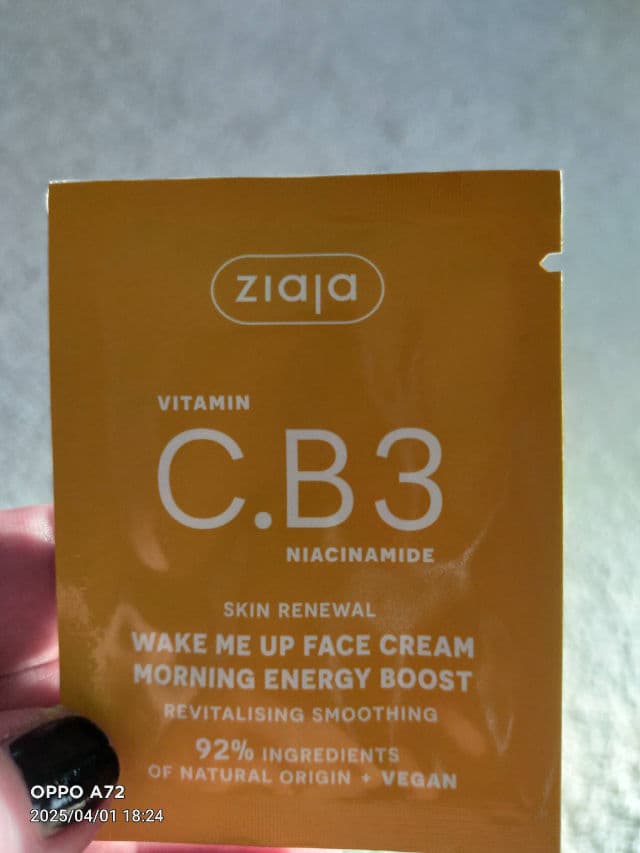 ziaja
VITAMIN
C.B3
NIACINAMIDE
SKIN RENEWAL
WAKE ME UP FACE CREAM
MORNING ENERGY BOOST
REVITALISING SMOOTHING
92% INGREDIENTS
OF NATURAL ORIGIN + VEGAN
OPPO A72
2025/04/01 18:24